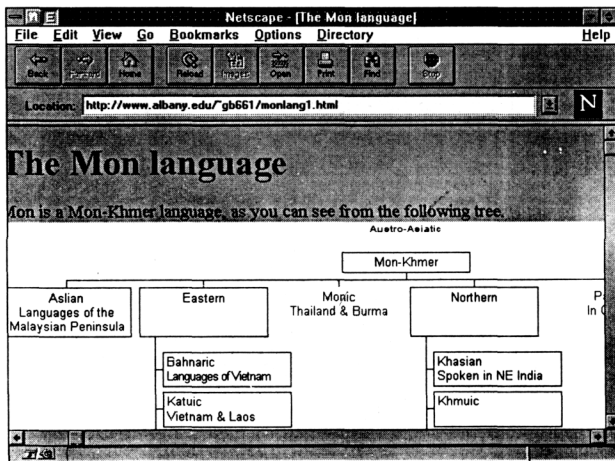 Netscape - [The Mon language]
File Edit View Go Bookmarks Options Directory Help
Back Forward Home Reload Images Open Print Find Stop
Location: http://www.albany.edu/~gb661/monlang1.html
N
The Mon language
Mon is a Mon-Khmer language, as you can see from the following tree.
Austro-Asiatic
Mon-Khmer
Aslian
Languages of the
Malaysian Peninsula
Eastern
Monic
Thailand & Burma
Northern
P
In
Bahnaric
Languages of Vietnam
Katuic
Vietnam & Laos
Khasian
Spoken in NE India
Khmuic